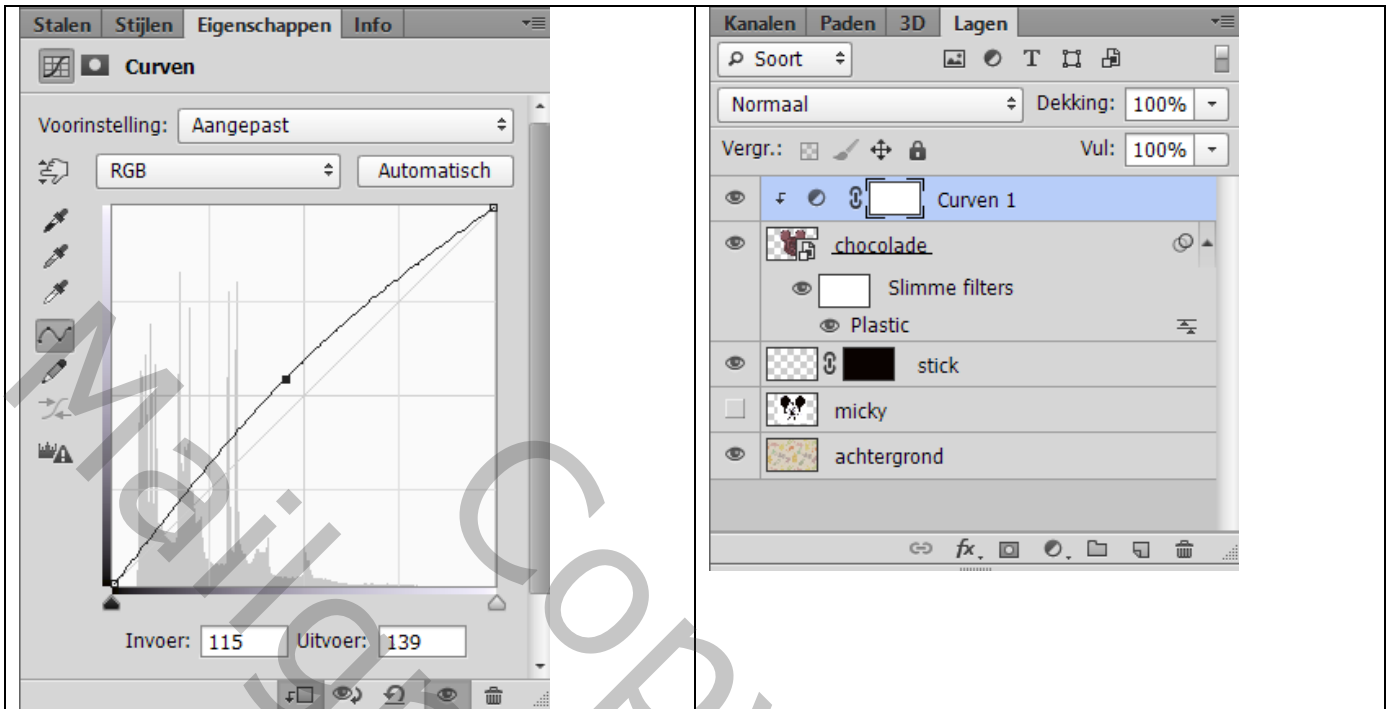 Stalen Stijlen Eigenschappen Info
Curven
Voorinstelling: Aangepast
RGB Automatisch
Invoer: 115 Uitvoer: 139
Kanalen Paden 3D Lagen
Soort T
Normaal Dekking: 100%
Vergr.: Vul: 100%
Curven 1
chocolade
Slimme filters
Plastic
stick
micky
achtergrond
fx.